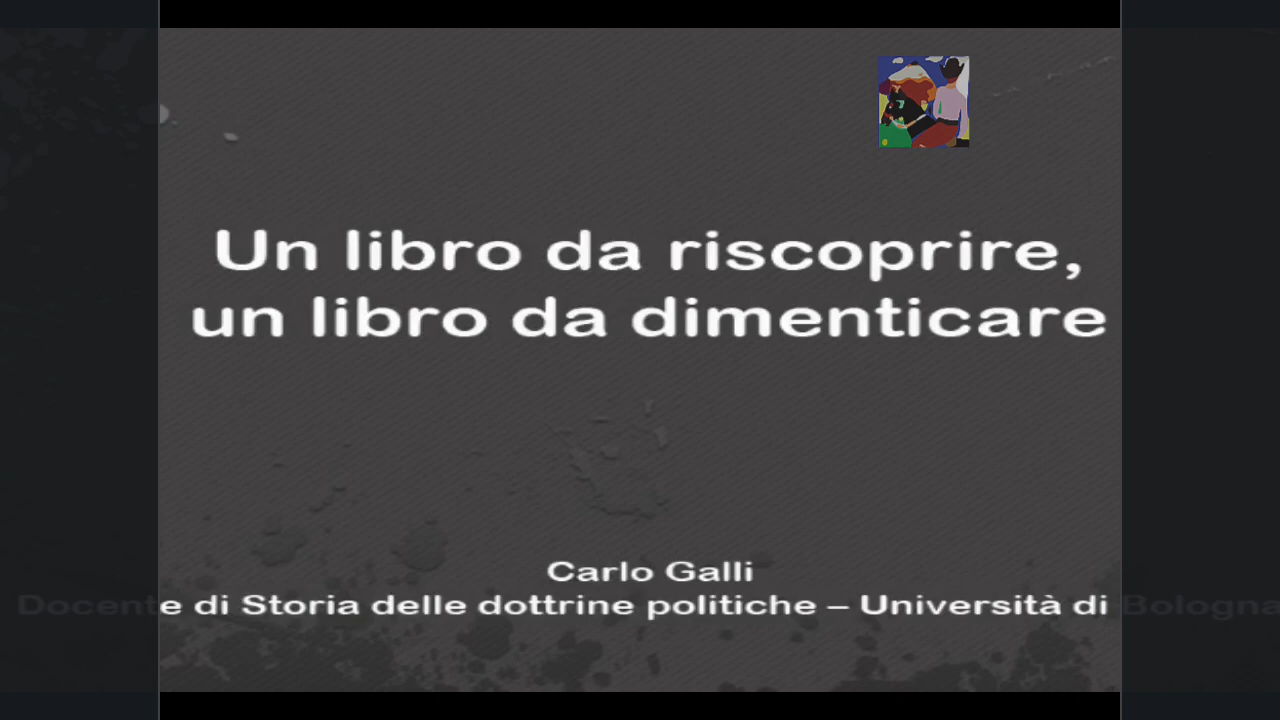 Un libro da riscoprire,
un libro da dimenticare
Carlo Galli
Docente di Storia delle dottrine politiche – Università di Bologna